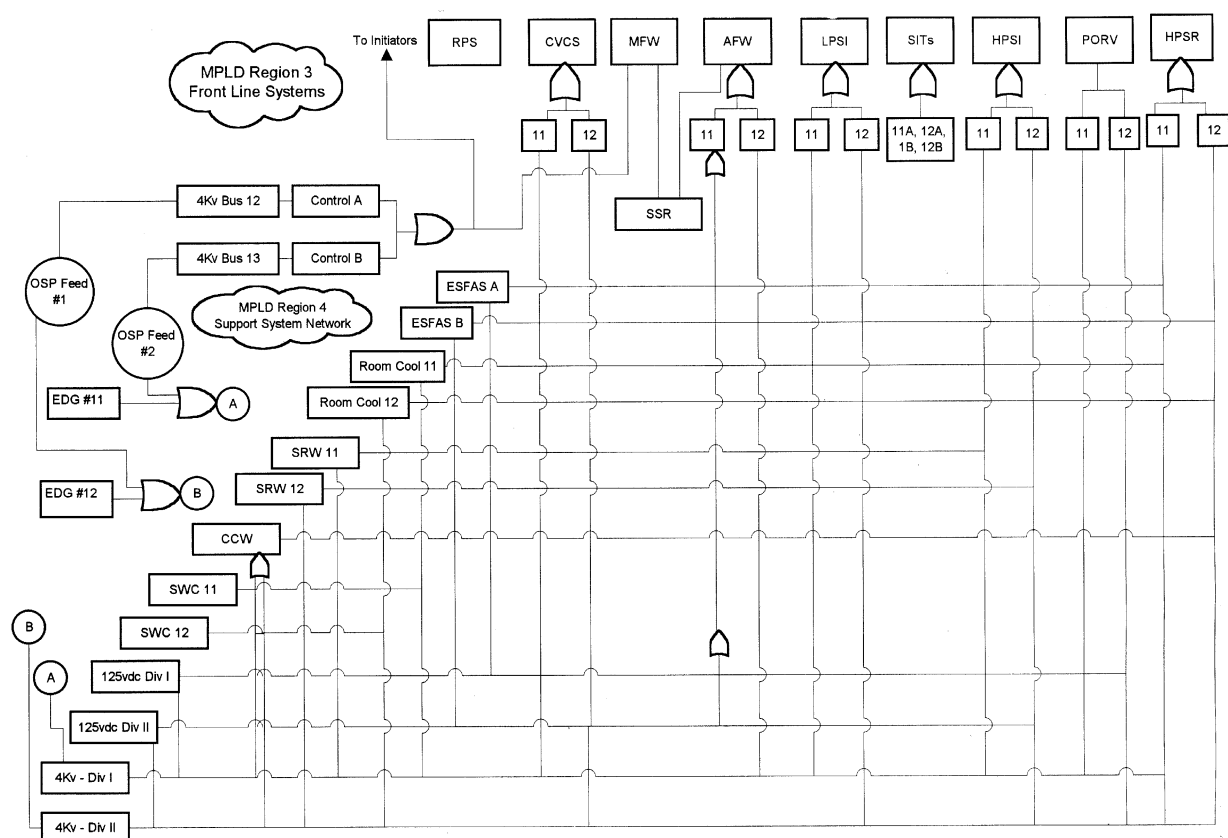 To Initiators
RPS
CVCS
MFW
AFW
LPSI
SITs
HPSI
PORV
HPSR
MPLD Region 3
Front Line Systems
11
12
11
12
11
12
11A, 12A,
1B, 12B
11
12
11
12
11
12
4Kv Bus 12
Control A
SSR
4Kv Bus 13
Control B
OSP Feed
#1
ESFAS A
MPLD Region 4
Support System Network
ESFAS B
OSP Feed
#2
Room Cool 11
EDG #11
A
Room Cool 12
SRW 11
EDG #12
B
SRW 12
CCW
SWC 11
B
SWC 12
A
125vdc Div I
125vdc Div II
4Kv - Div I
4Kv - Div II